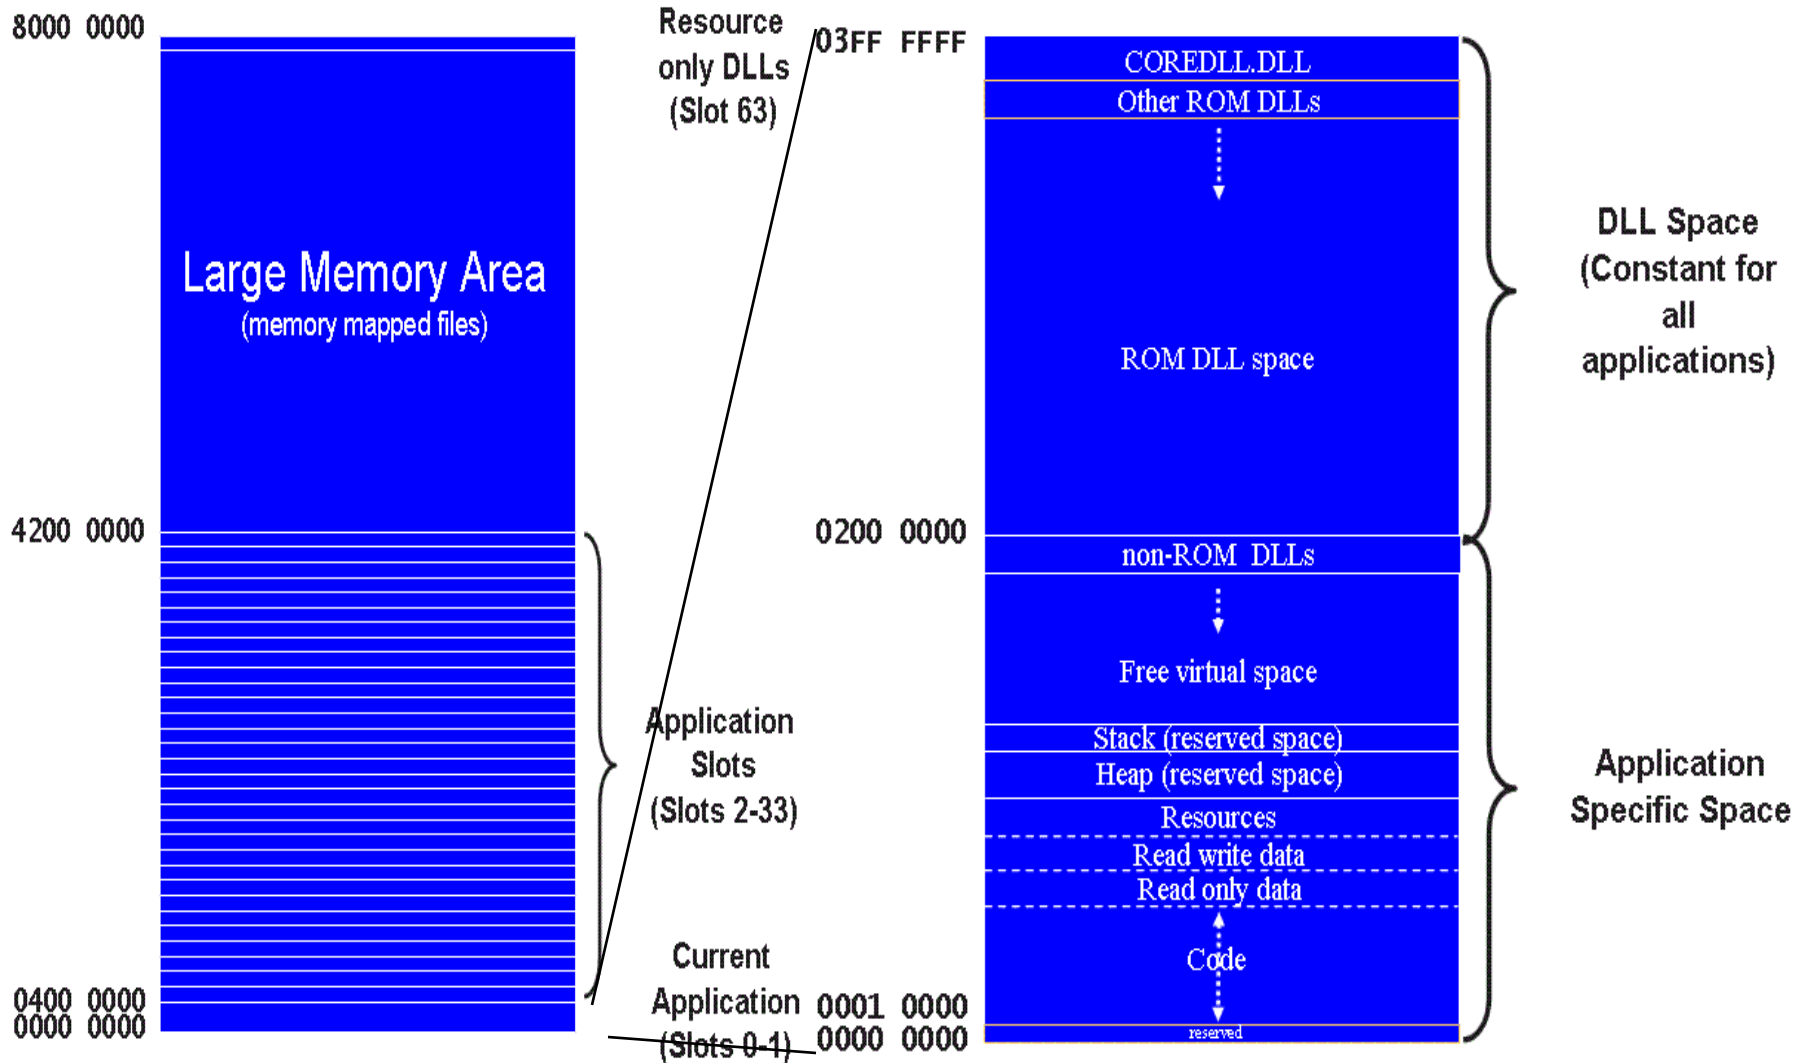 8000 0000
Large Memory Area
(memory mapped files)
4200 0000
0400 0000
0000 0000
Resource
only DLLs
(Slot 63)
Application
Slots
(Slots 2-33)
Current
Application
(Slots 0-1)
03FF FFFF
COREDLL.DLL
Other ROM DLLs
ROM DLL space
0200 0000
non-ROM DLLs
Free virtual space
Stack (reserved space)
Heap (reserved space)
Resources
Read write data
Read only data
Code
0001 0000
0000 0000
reserved
DLL Space
(Constant for
all
applications)
Application
Specific Space